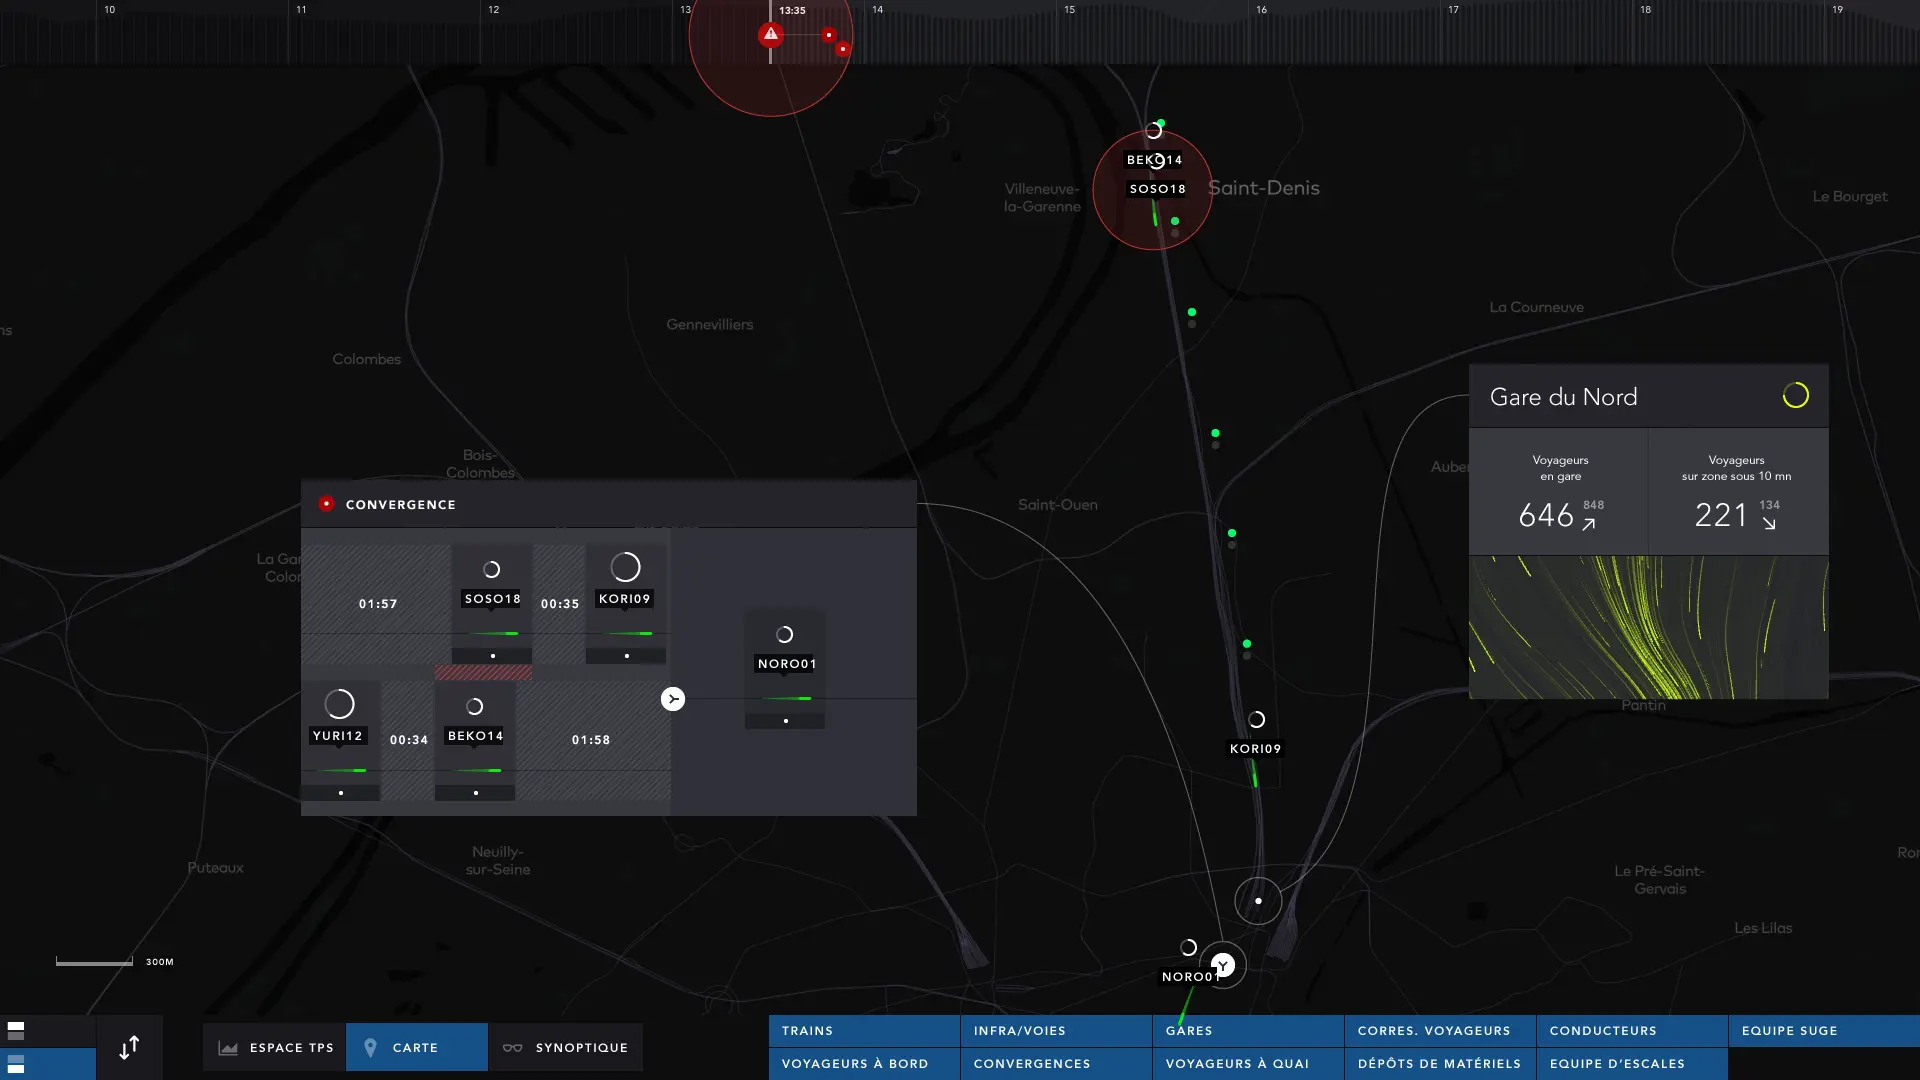 10
11
12
13
13:35
14
15
16
17
18
19
BEKO14
SOSO18
Saint-Denis
Villeneuve-
la-Garenne
Le Bourget
La Courneuve
Gennevilliers
Colombes
Bois-
Colombes
Saint-Ouen
Gare du Nord
Voyageurs
en gare
646
848
Voyageurs
sur zone sous 10 mn
221
134
CONVERGENCE
01:57
SOSO18
00:35
KORI09
YURI12
00:34
BEKO14
01:58
NORO01
Pantin
KORI09
Puteaux
Neuilly-
sur-Seine
Le Pré-Saint-
Gervais
Les Lilas
NORO01
300M
ESPACE TPS
CARTE
SYNOPTIQUE
TRAINS
INFRA/VOIES
GARES
CORRES. VOYAGEURS
CONDUCTEURS
EQUIPE SUGE
VOYAGEURS À BORD
CONVERGENCES
VOYAGEURS À QUAI
DÉPÔTS DE MATÉRIELS
EQUIPE D'ESCALES